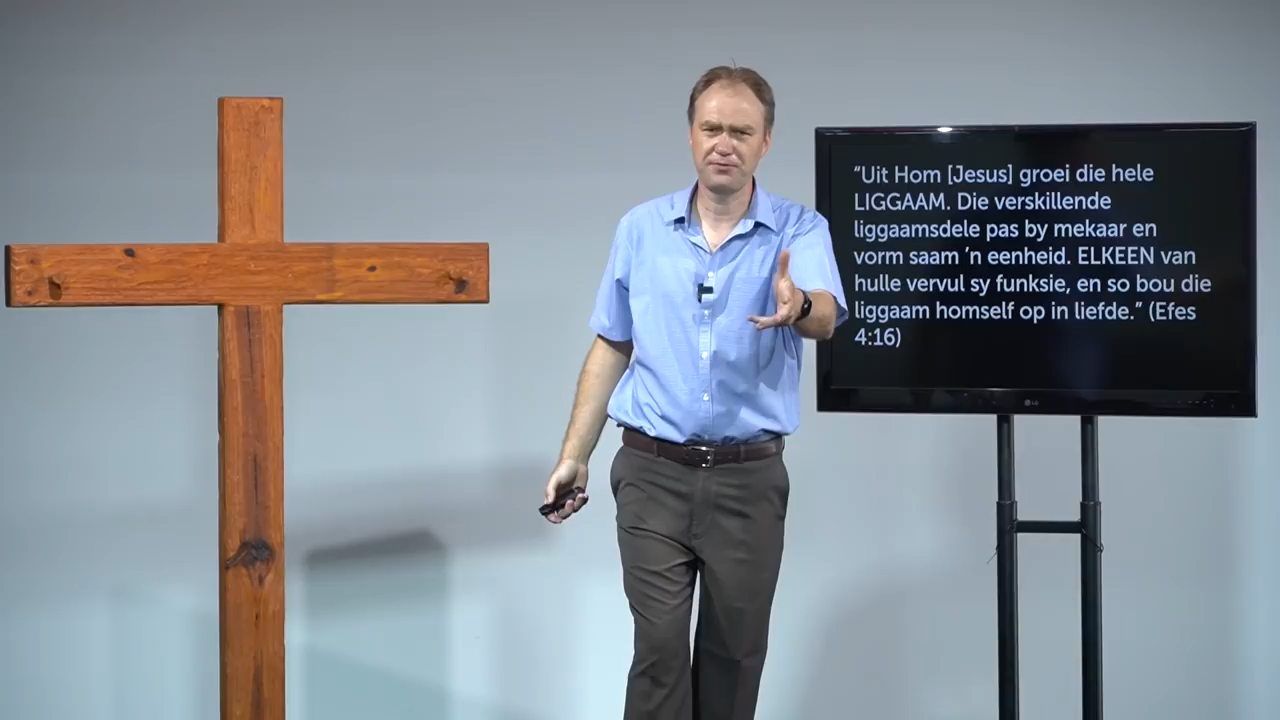 “Uit Hom [Jesus] groei die hele
LIGGAAM. Die verskillende
liggaamsdele pas by mekaar en
vorm saam ’n eenheid. ELKEEN van
hulle vervul sy funksie, en so bou die
liggaam homself op in liefde.” (Efes
4:16)
LG